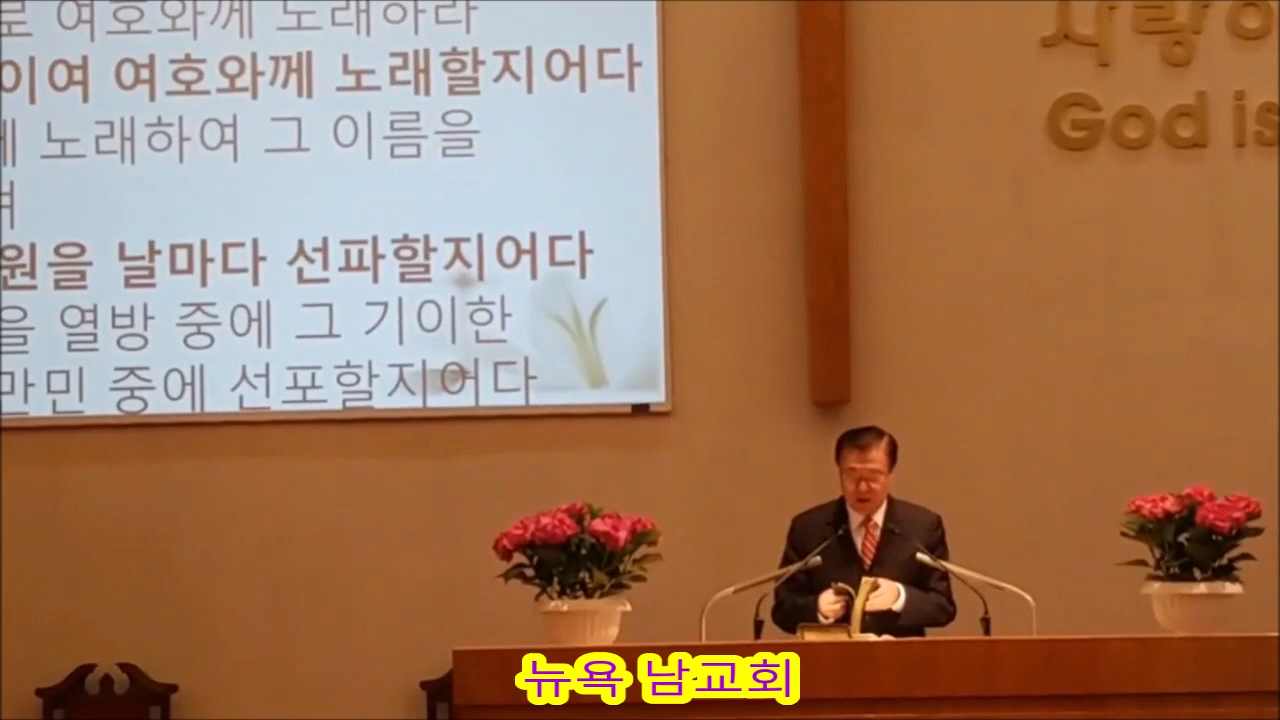 로 여호와께 노래하라
이여 여호와께 노래할지어다
노래하여 그 이름을
원을 날마다 선파할지어다
을 열방 중에 그 기이한
만민 중에 선포할지어다
사랑
God is
뉴욕 남교회